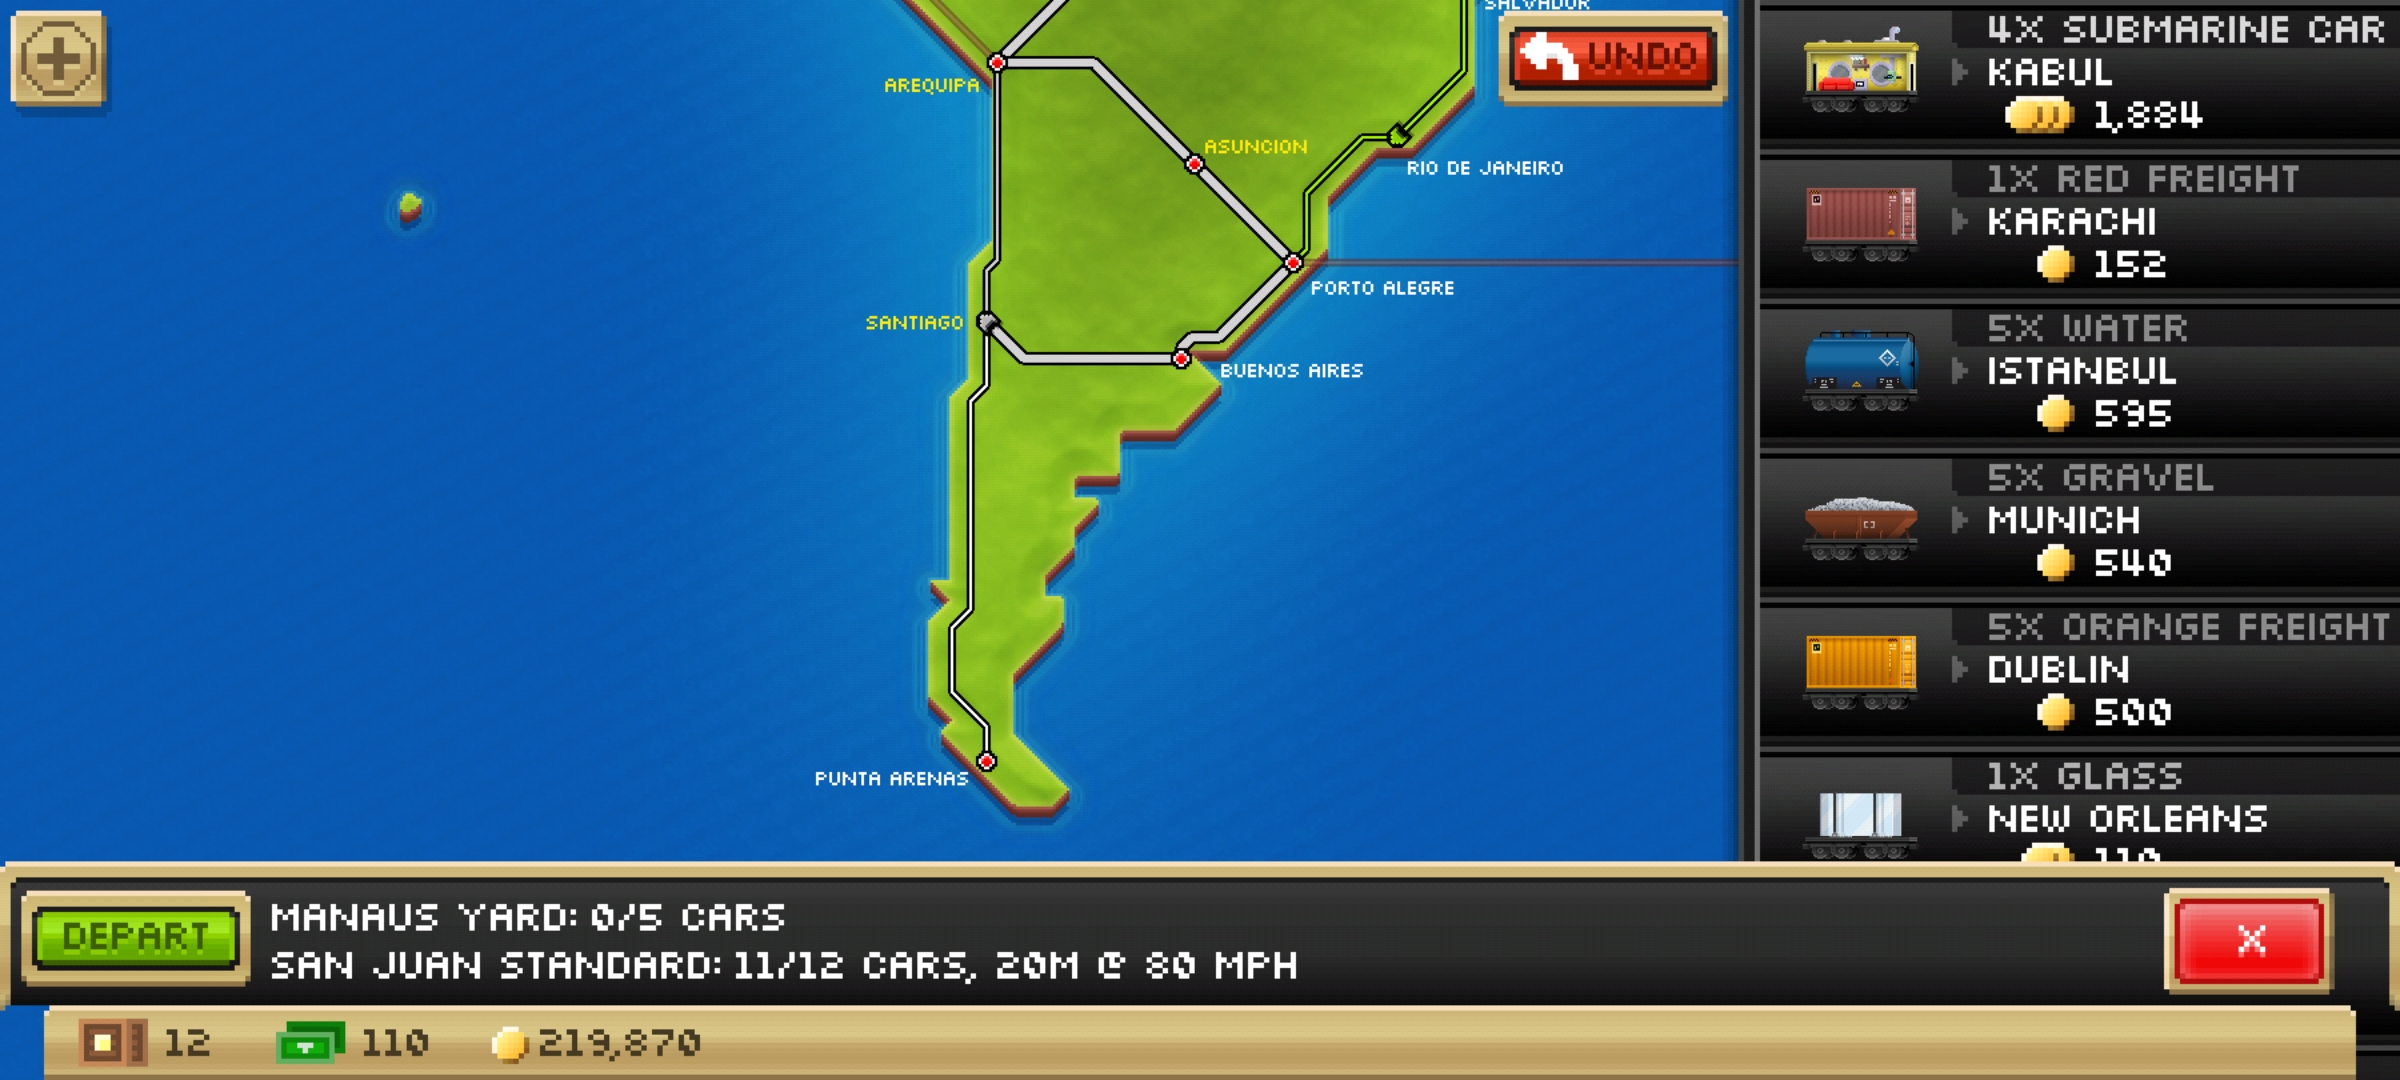 SALVADOR
UNDO
AREQUIPA
ASUNCION
RIO DE JANEIRO
PORTO ALEGRE
SANTIAGO
BUENOS AIRES
PUNTA ARENAS
4X SUBMARINE CAR
KABUL
1,884
1X RED FREIGHT
KARACHI
152
5X WATER
ISTANBUL
595
5X GRAVEL
MUNICH
540
5X ORANGE FREIGHT
DUBLIN
500
1X GLASS
NEW ORLEANS
110
DEPART
MANAUS YARD: 0/5 CARS
SAN JUAN STANDARD: 11/12 CARS, 20M @ 80 MPH
X
12
110
219,870